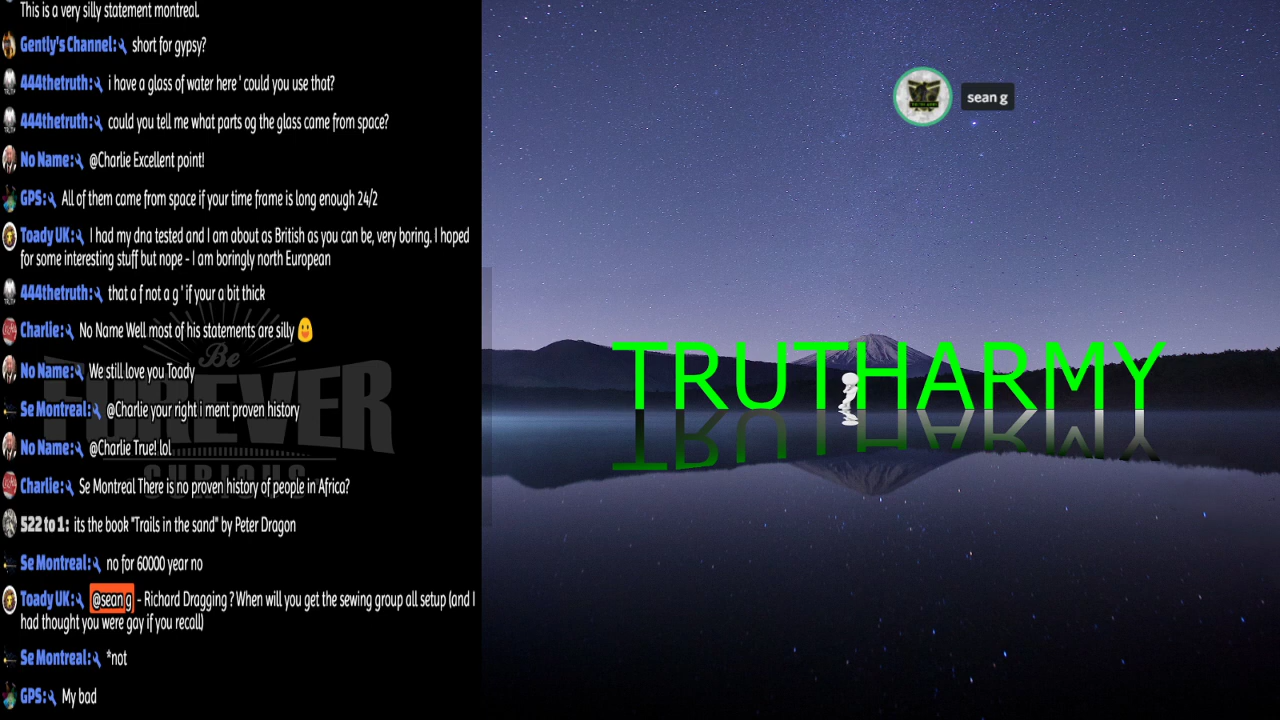 This is a very silly statement montreal.
Gently's Channel: short for gypsy?
444thetruth: i have a glass of water here ' could you use that?
444thetruth: could you tell me what parts og the glass came from space?
No Name: @Charlie Excellent point!
GPS: All of them came from space if your time frame is long enough 24/2
Toady UK: I had my dna tested and I am about as British as you can be, very boring. I hoped
for some interesting stuff but nope - I am boringly north European
444thetruth: that a f not a g ' if your a bit thick
Charlie: No Name Well most of his statements are silly
No Name: We still love you Toady
Se Montreal: @Charlie your right i ment proven history
No Name: @Charlie True! lol
Charlie: Se Montreal There is no proven history of people in Africa?
522 to 1: its the book "Trails in the sand" by Peter Dragon
Se Montreal: no for 60000 year no
Toady UK: @sean g - Richard Dragging ? When will you get the sewing group all setup (and I
had thought you were gay if you recall)
Se Montreal: *not
GPS: My bad
Be
FOREVER
CURIOUS
sean g
TRUTHARMY